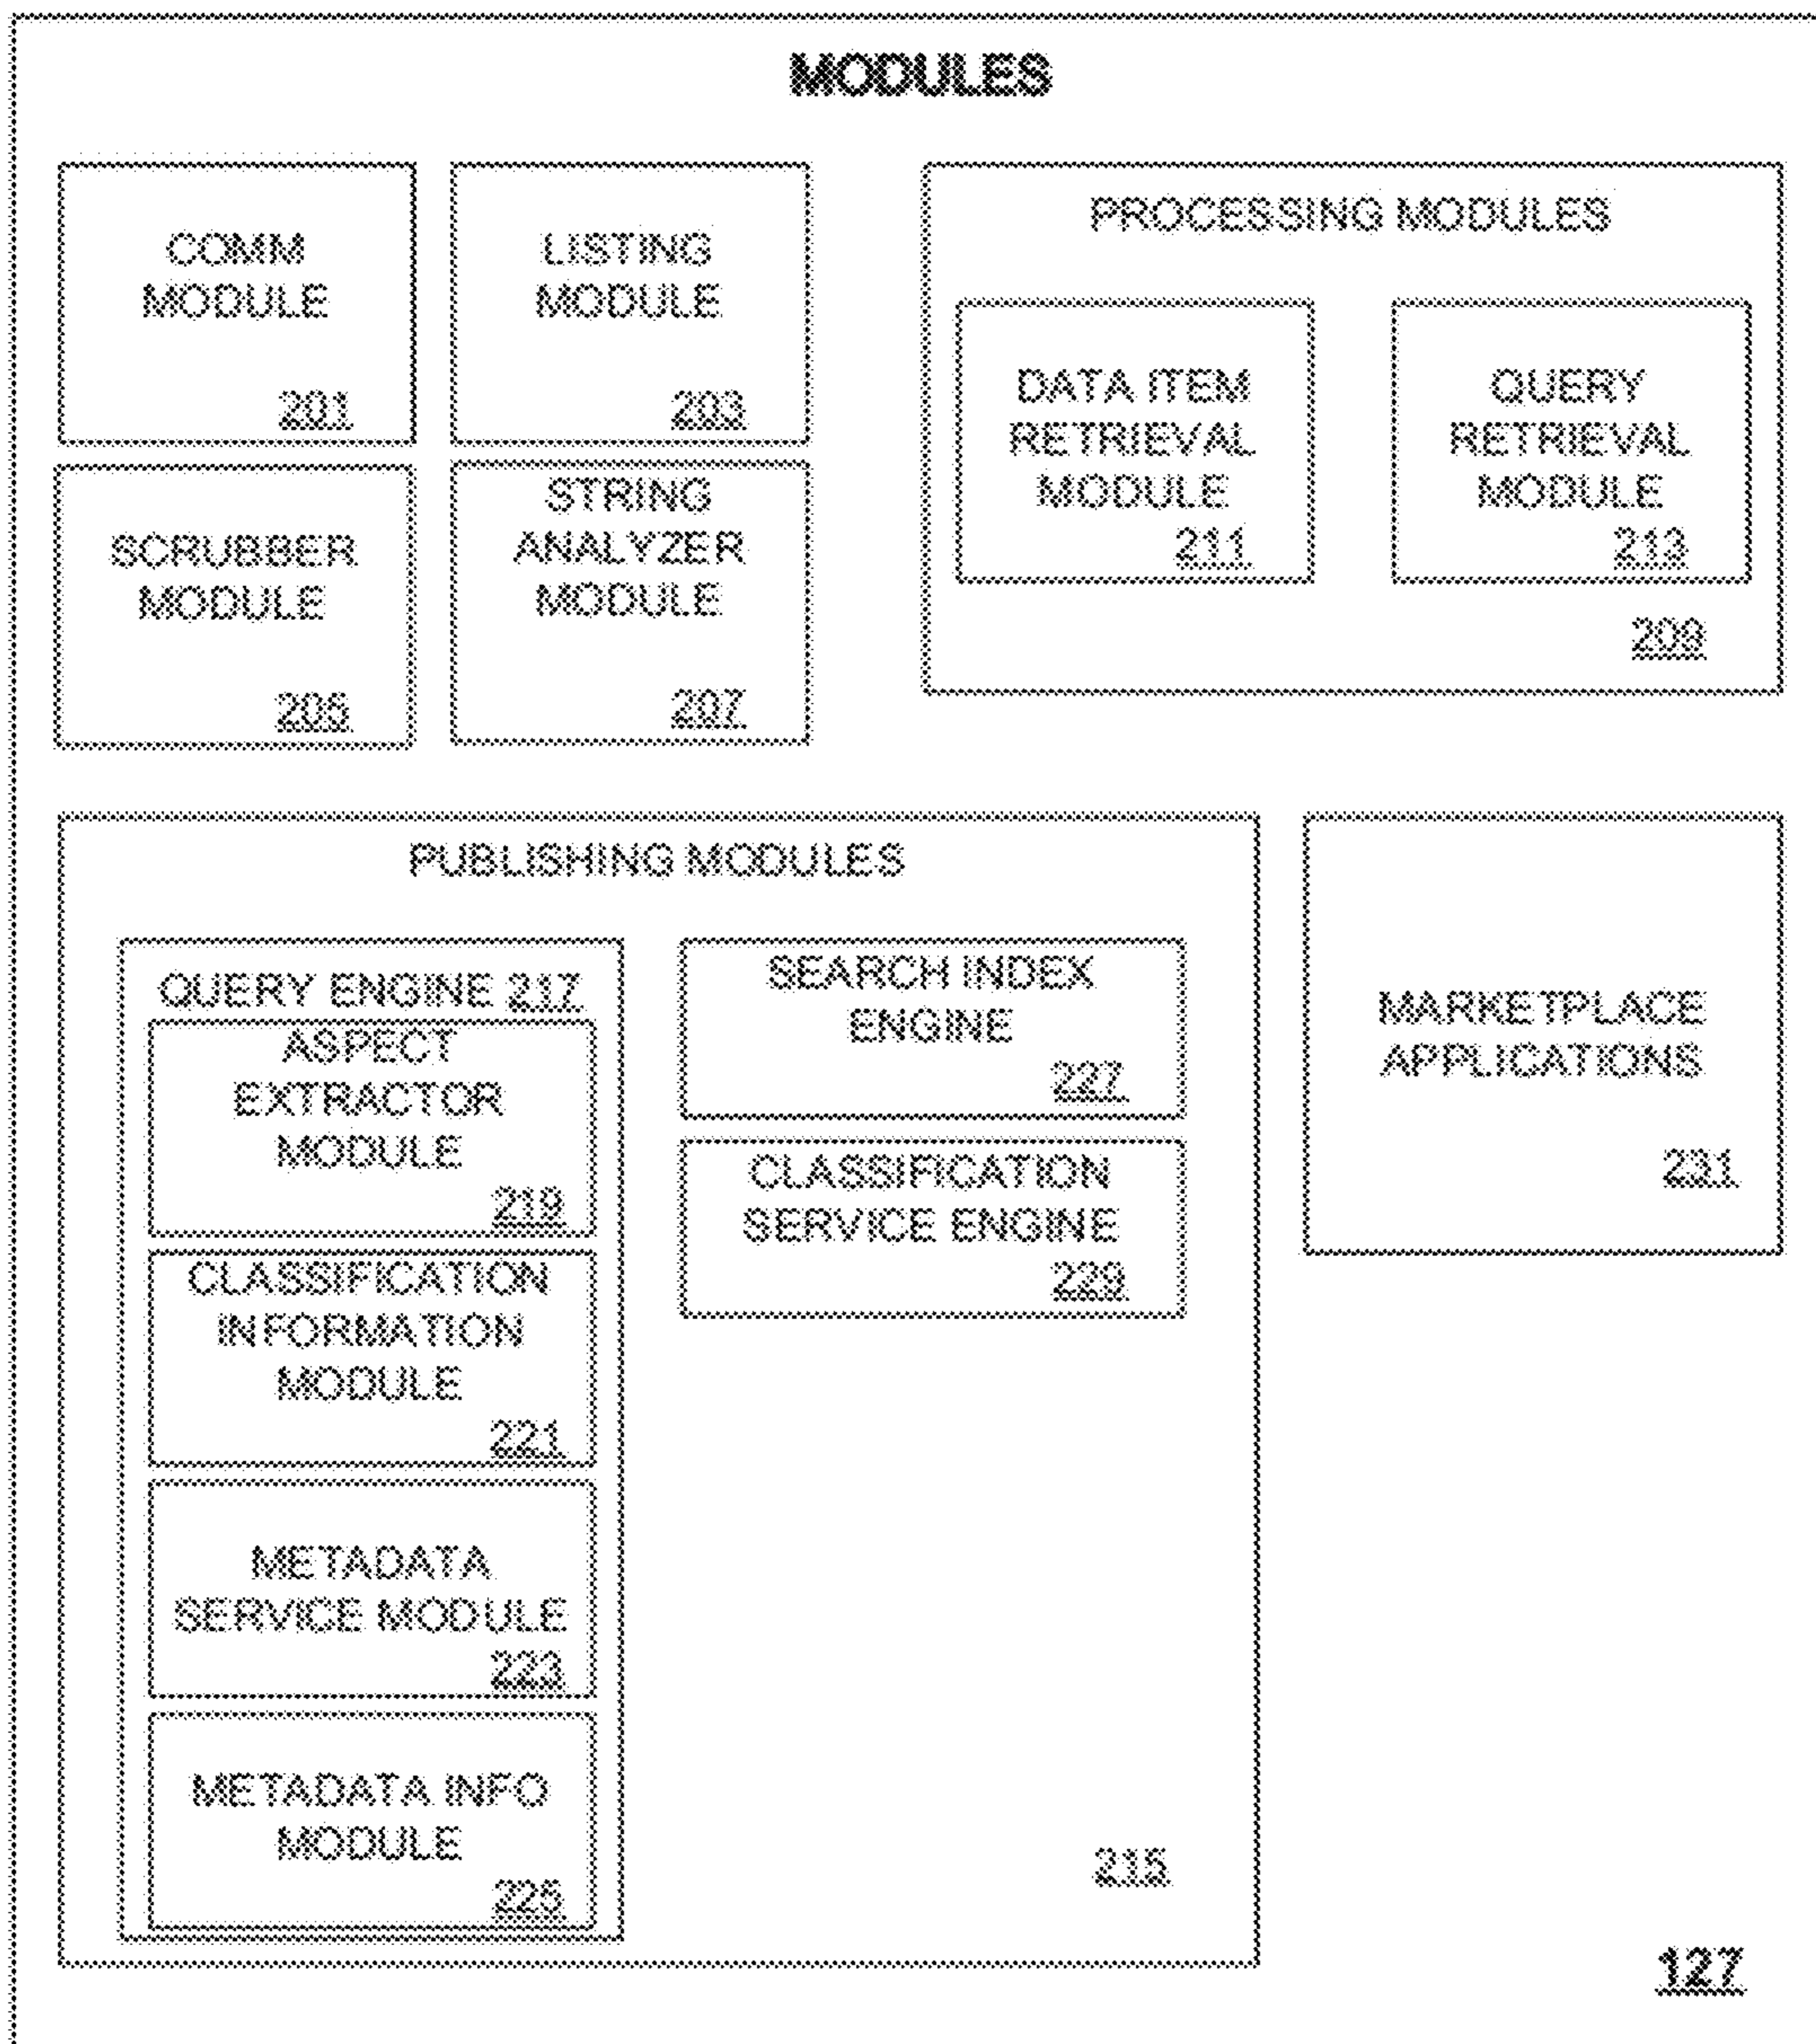 MODULES
COMM
MODULE
201
LISTING
MODULE
203
SCRUBBER
MODULE
205
STRING
ANALYZER
MODULE
207
PROCESSING MODULES
DATA ITEM
RETRIEVAL
MODULE
211
QUERY
RETRIEVAL
MODULE
213
209
PUBLISHING MODULES
QUERY ENGINE 217
ASPECT
EXTRACTOR
MODULE
219
CLASSIFICATION
INFORMATION
MODULE
221
METADATA
SERVICE MODULE
223
METADATA INFO
MODULE
225
SEARCH INDEX
ENGINE
227
CLASSIFICATION
SERVICE ENGINE
229
215
MARKETPLACE
APPLICATIONS
231
127